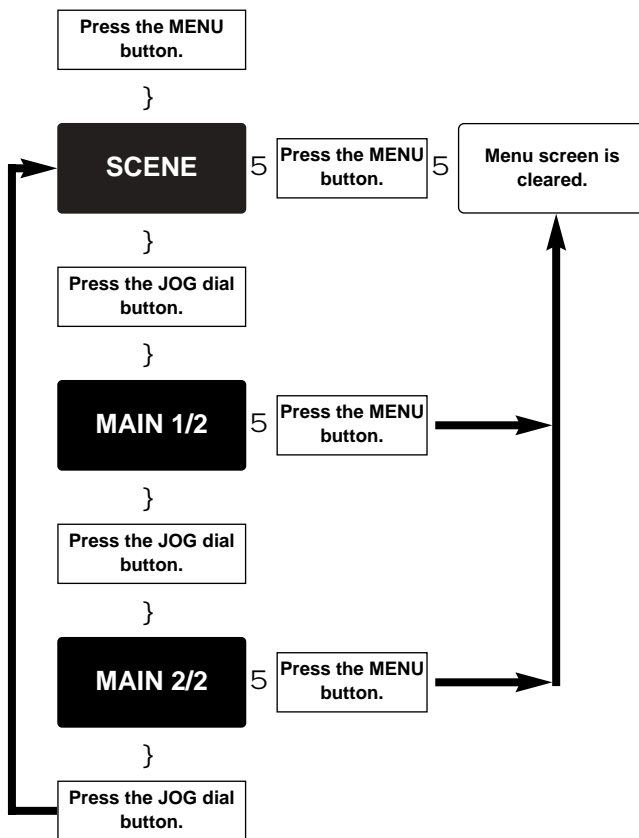 Press the MENU
button.
}
SCENE
5
Press the MENU
button.
5
Menu screen is
cleared.
}
Press the JOG dial
button.
}
MAIN 1/2
5
Press the MENU
button.
}
Press the JOG dial
button.
}
MAIN 2/2
5
Press the MENU
button.
}
Press the JOG dial
button.